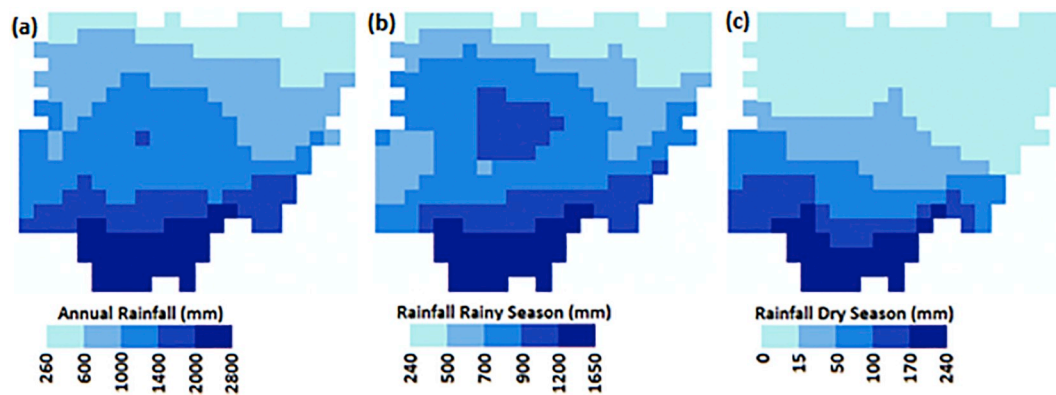 (a)
(b)
(c)
Annual Rainfall (mm)
260 600 1000 1400 2000 2800
Rainfall Rainy Season (mm)
240 500 700 900 1200 1650
Rainfall Dry Season (mm)
0 15 50 100 170 240